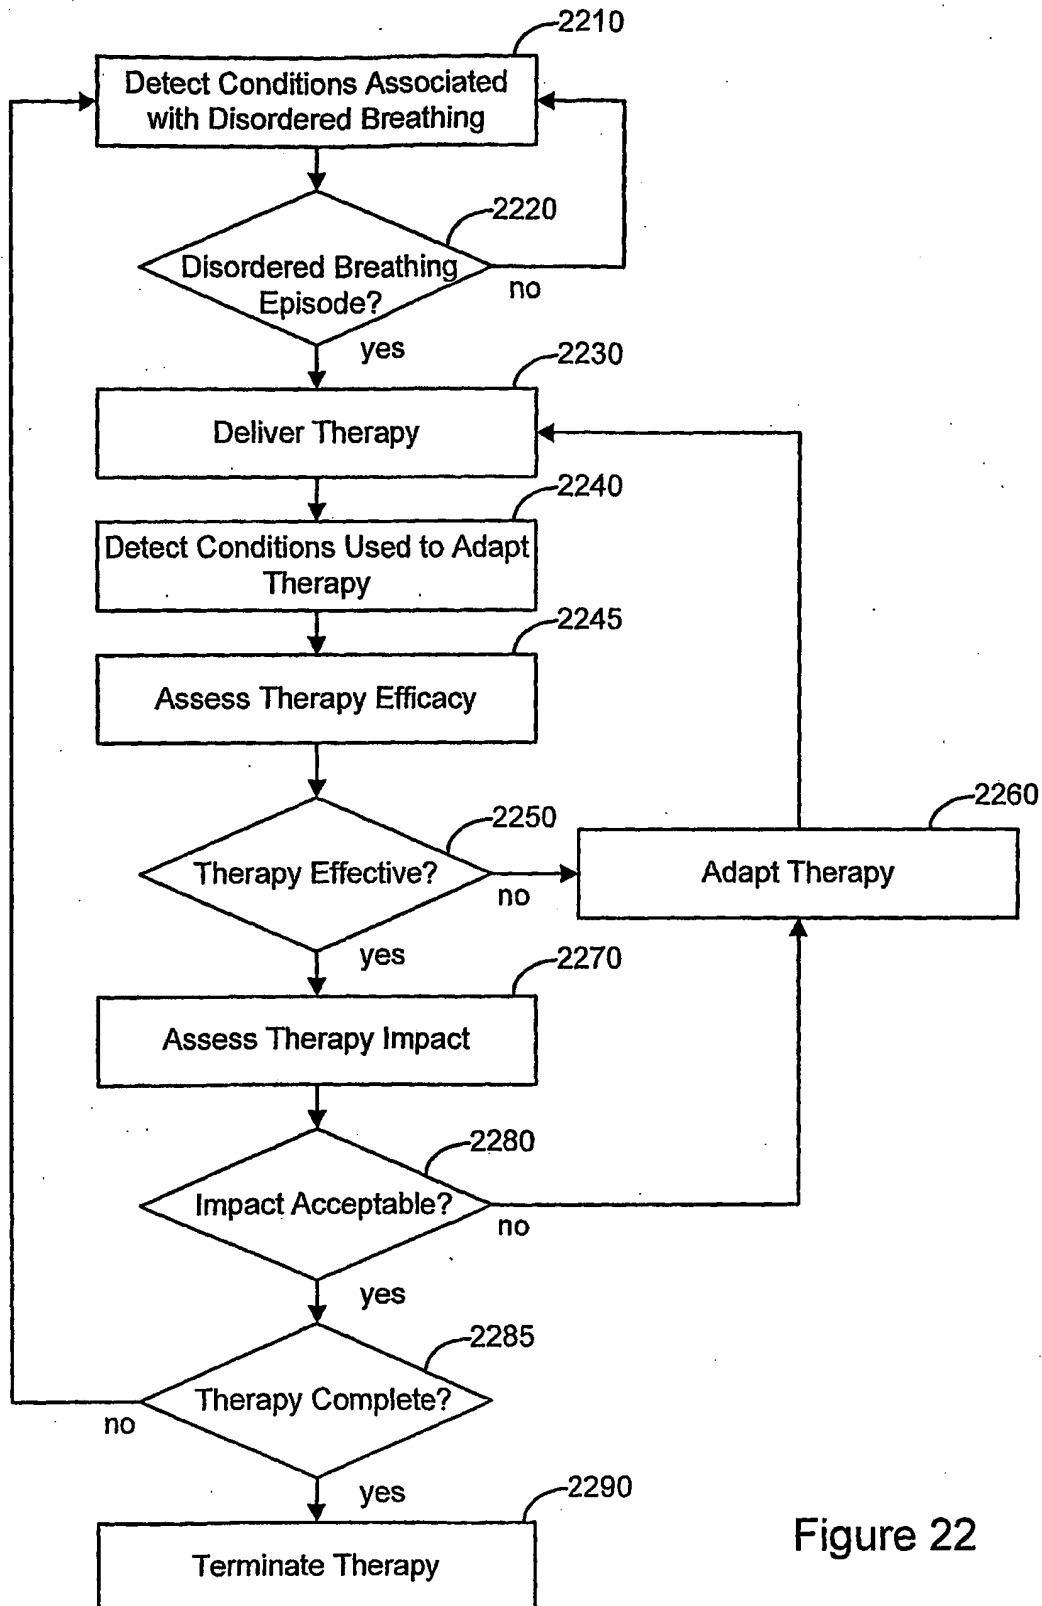 2210
Detect Conditions Associated
with Disordered Breathing
2220
Disordered Breathing
Episode?
no
yes
2230
Deliver Therapy
2240
Detect Conditions Used to Adapt
Therapy
2245
Assess Therapy Efficacy
2250
2260
Therapy Effective?
Adapt Therapy
no
yes
2270
Assess Therapy Impact
2280
Impact Acceptable?
no
yes
2285
Therapy Complete?
no
yes
2290
Terminate Therapy
Figure 22